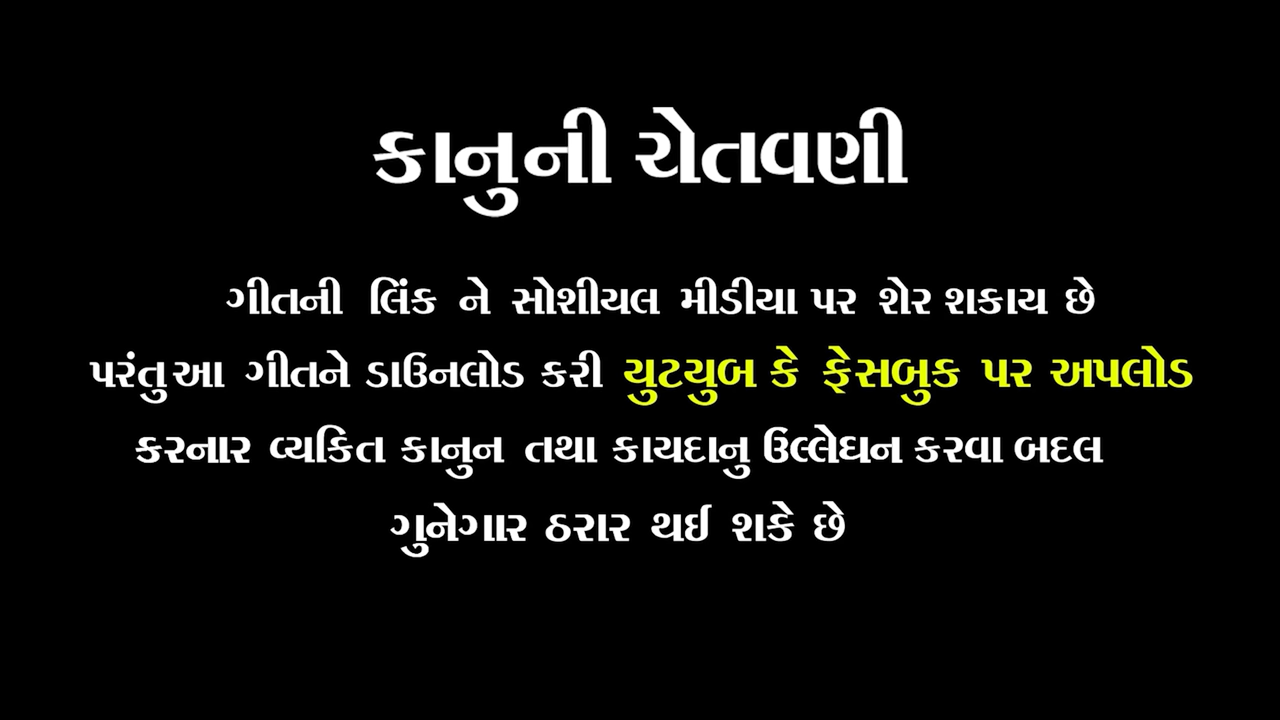 કાનુની ચેતવણી
ગીતની લિંક ને સોશીયલ મીડીયા પર શેર શકાય છે
પરંતુ આ ગીતને ડાઉનલોડ કરી યુટયુબ કે ફેસબુક પર અપલોડ
કરનાર વ્યકિત કાનુન તથા કાયદાનુ ઉલ્લેઘન કરવા બદલ
ગુનેગાર ઠરાર થઈ શકે છે